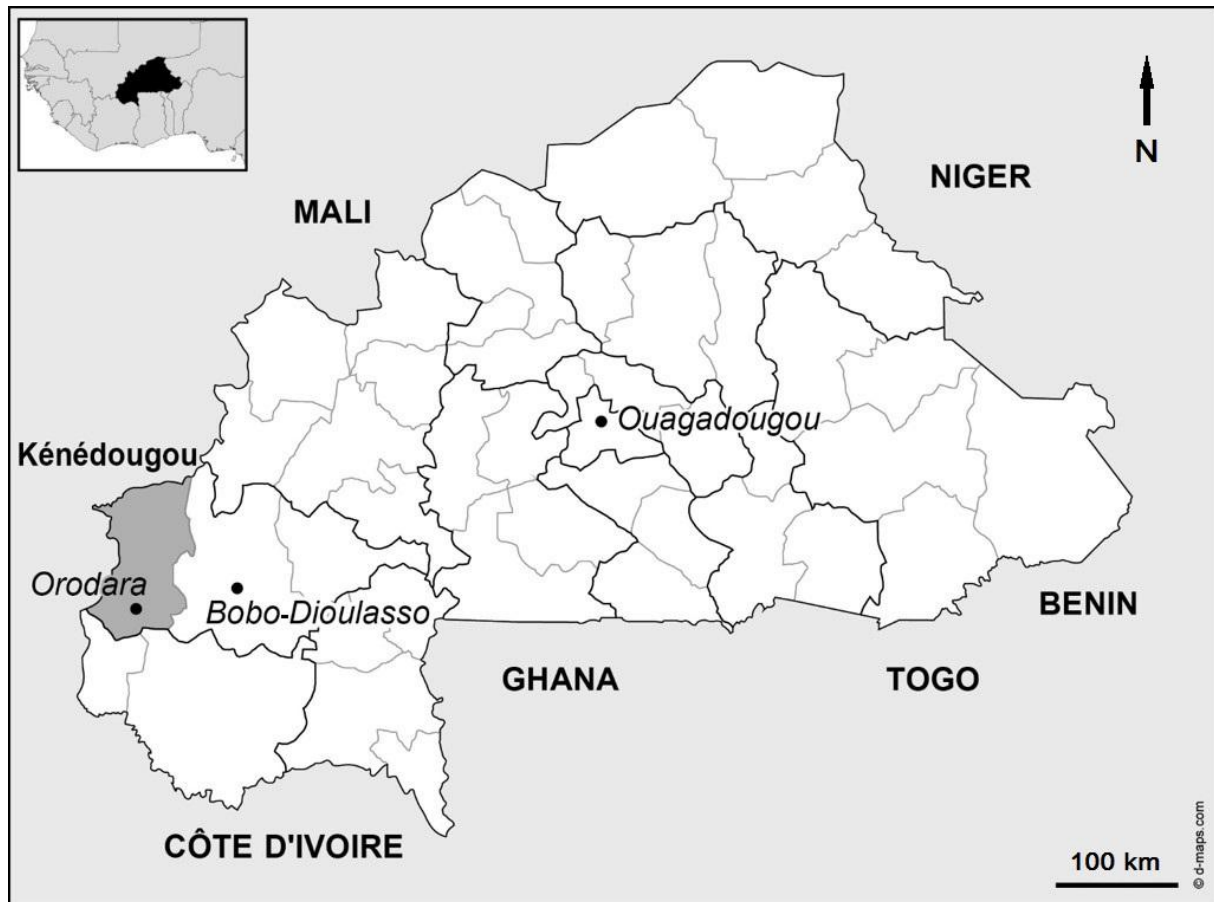 N
NIGER
MALI
Ouagadougou
Kénédougou
Orodara
Bobo-Dioulasso
BENIN
GHANA
TOGO
CÔTE D'IVOIRE
100 km
© d-maps.com